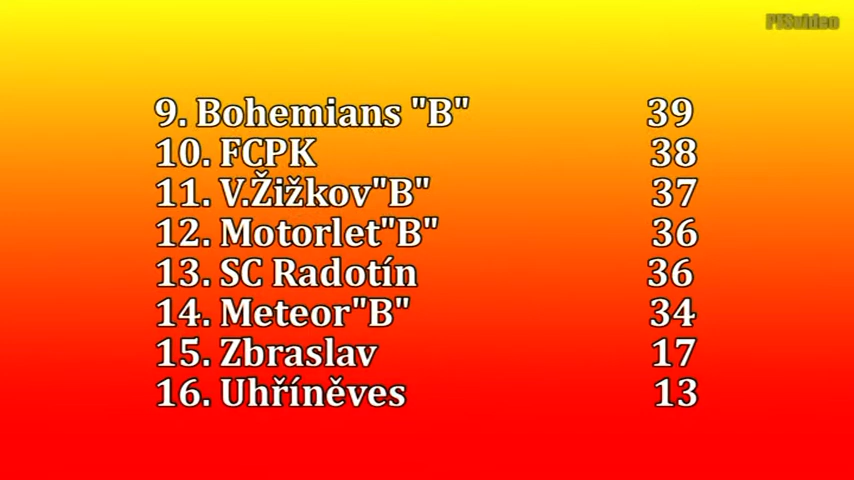 PFSvideo
9. Bohemians "B" 39
10. FCPK 38
11. V.Žižkov"B" 37
12. Motorlet"B" 36
13. SC Radotín 36
14. Meteor"B" 34
15. Zbraslav 17
16. Uhříněves 13